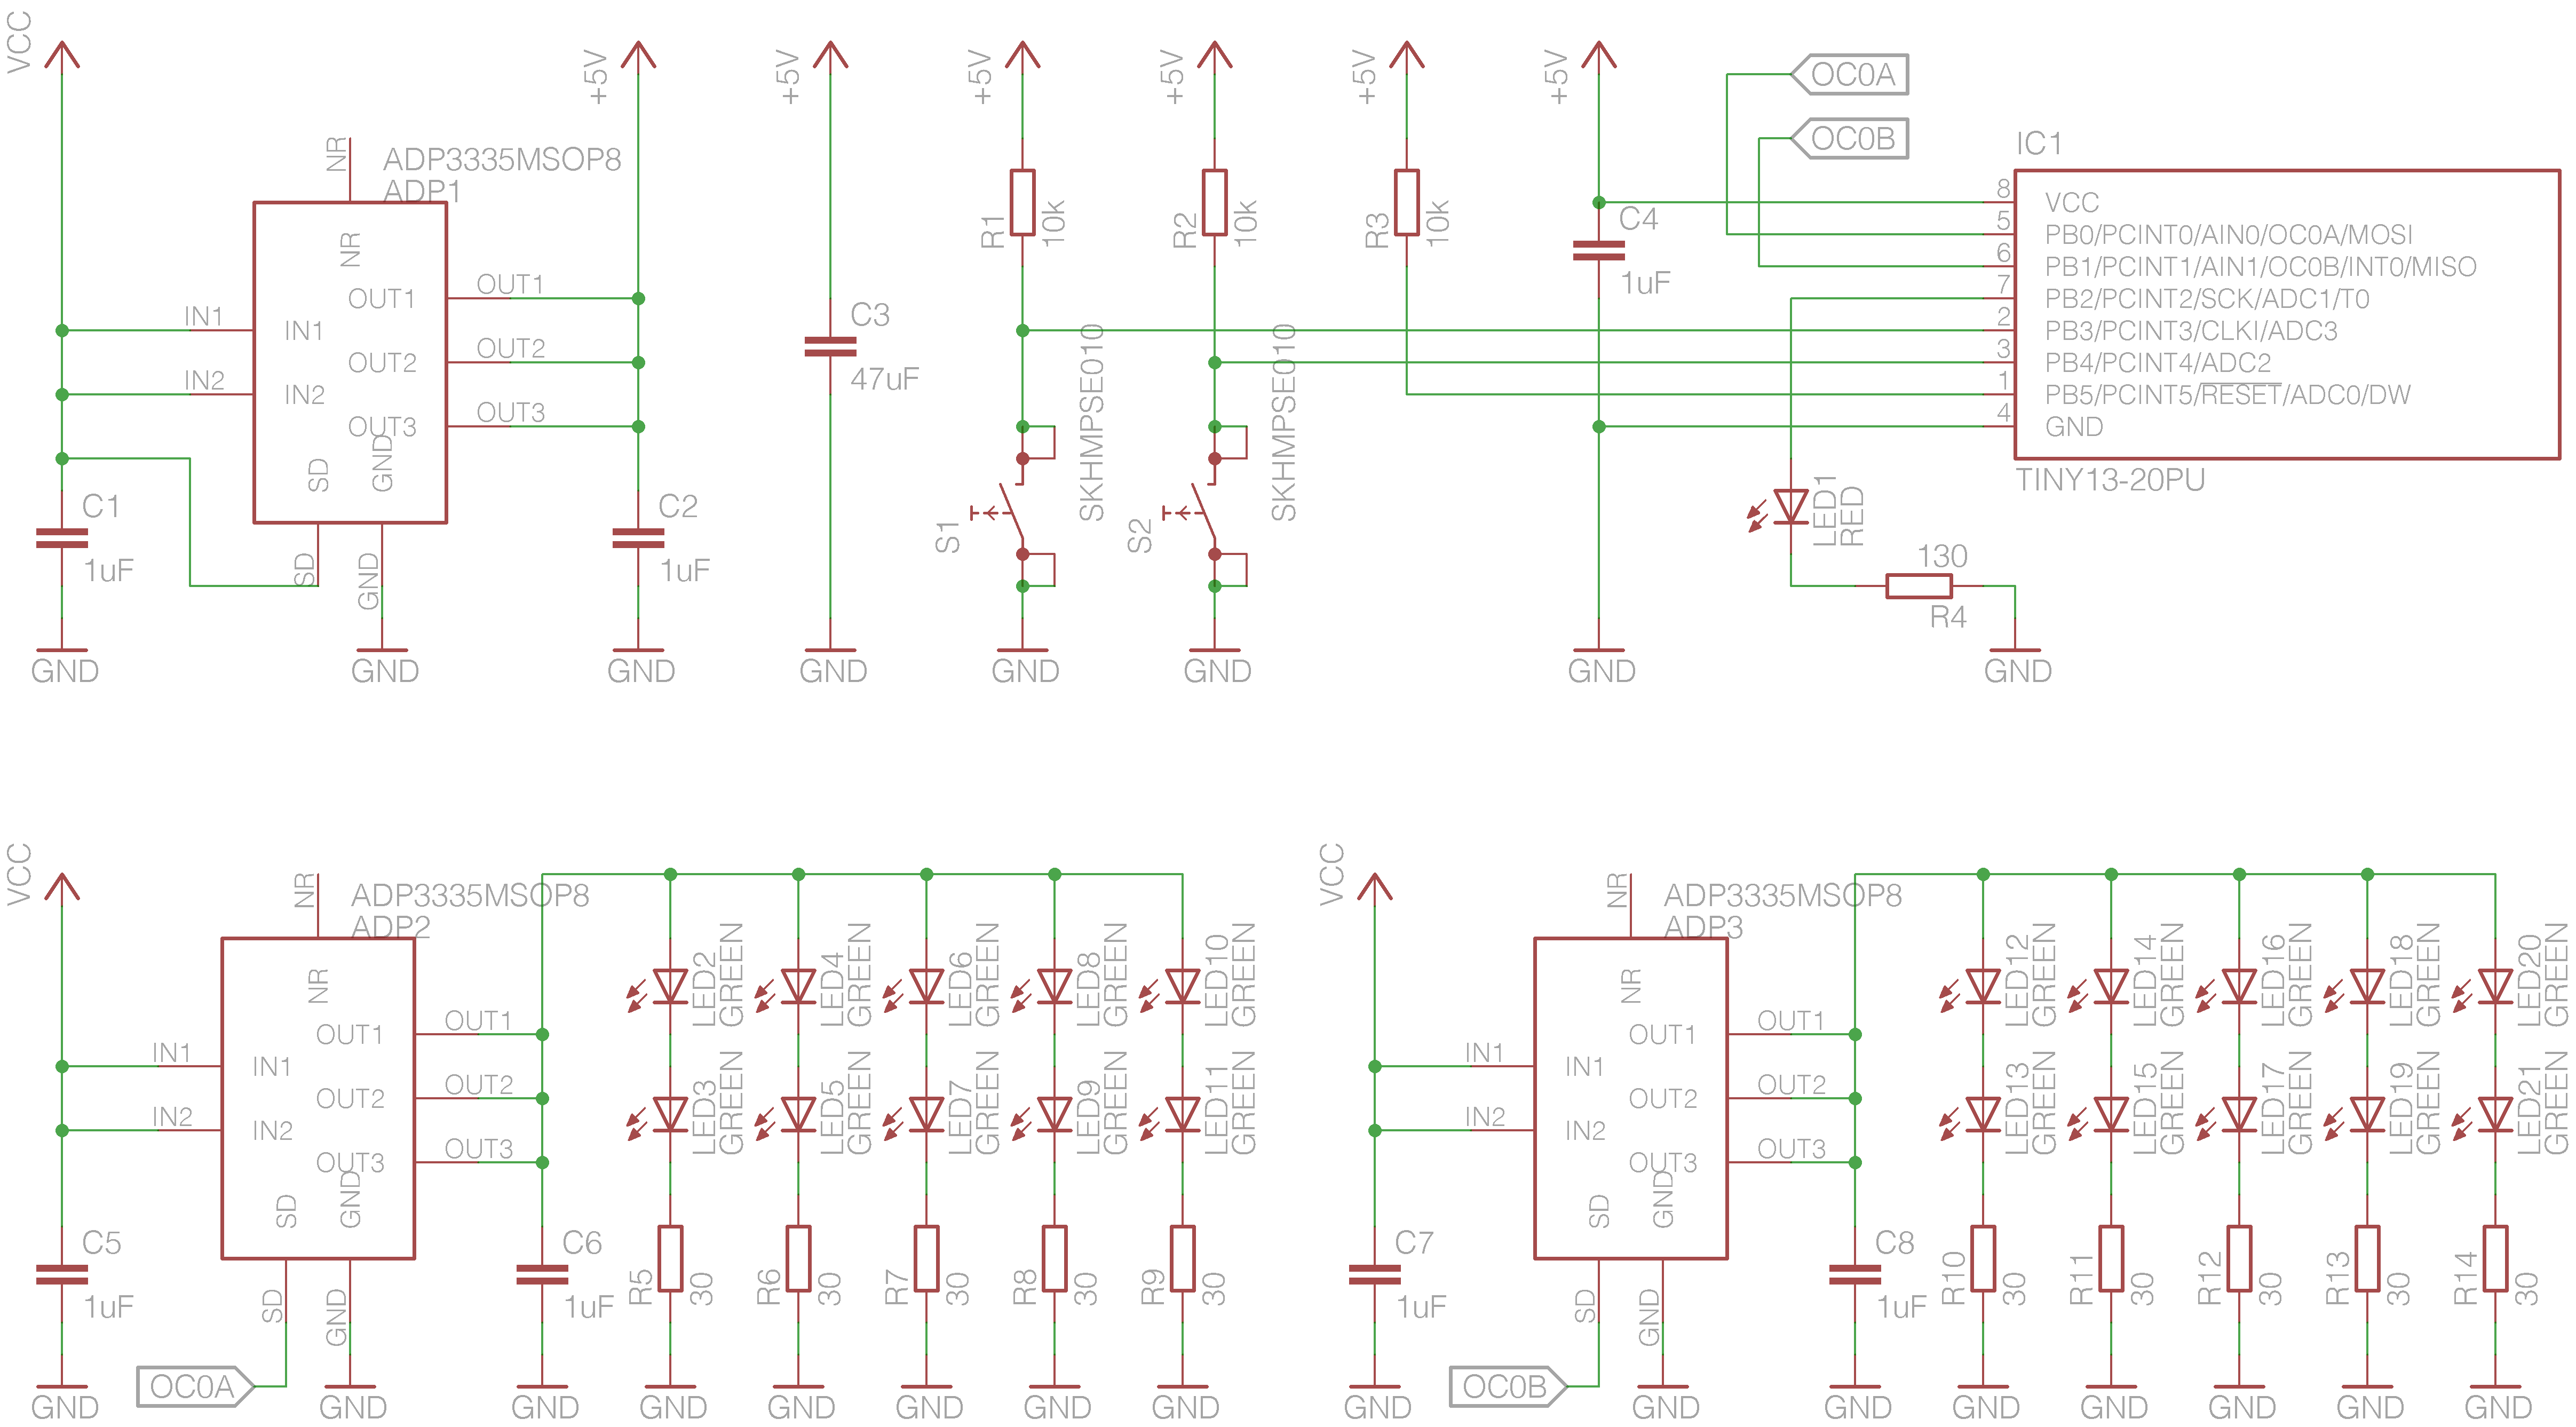 VCC
NR
ADP3335MSOP8
ADP1
NR
IN1
IN1
IN2
IN2
OUT1
OUT1
OUT2
OUT2
OUT3
OUT3
SD
GND
SD
GND
C1
1uF
GND
GND
+5V
C2
1uF
GND
+5V
C3
47uF
GND
+5V
R1
10k
SKHMPSE010
S1
GND
+5V
R2
10k
SKHMPSE010
S2
GND
+5V
R3
10k
+5V
C4
1uF
GND
OC0A
OC0B
IC1
8
VCC
5
PB0/PCINT0/AIN0/OC0A/MOSI
6
PB1/PCINT1/AIN1/OC0B/INT0/MISO
7
PB2/PCINT2/SCK/ADC1/T0
2
PB3/PCINT3/CLKI/ADC3
3
PB4/PCINT4/ADC2
1
PB5/PCINT5/RESET/ADC0/DW
4
GND
TINY13-20PU
LED1
RED
130
R4
GND
VCC
NR
ADP3335MSOP8
ADP2
NR
IN1
IN1
IN2
IN2
OUT1
OUT1
OUT2
OUT2
OUT3
OUT3
SD
GND
SD
GND
C5
1uF
GND
OC0A
GND
C6
1uF
GND
LED2
GREEN
LED3
GREEN
R5
30
GND
LED4
GREEN
LED5
GREEN
R6
30
GND
LED6
GREEN
LED7
GREEN
R7
30
GND
LED8
GREEN
LED9
GREEN
R8
30
GND
LED10
GREEN
LED11
GREEN
R9
30
GND
VCC
NR
ADP3335MSOP8
ADP3
NR
IN1
IN1
IN2
IN2
OUT1
OUT1
OUT2
OUT2
OUT3
OUT3
SD
GND
SD
GND
C7
1uF
GND
OC0B
GND
C8
1uF
GND
LED12
GREEN
LED13
GREEN
R10
30
GND
LED14
GREEN
LED15
GREEN
R11
30
GND
LED16
GREEN
LED17
GREEN
R12
30
GND
LED18
GREEN
LED19
GREEN
R13
30
GND
LED20
GREEN
LED21
GREEN
R14
30
GND